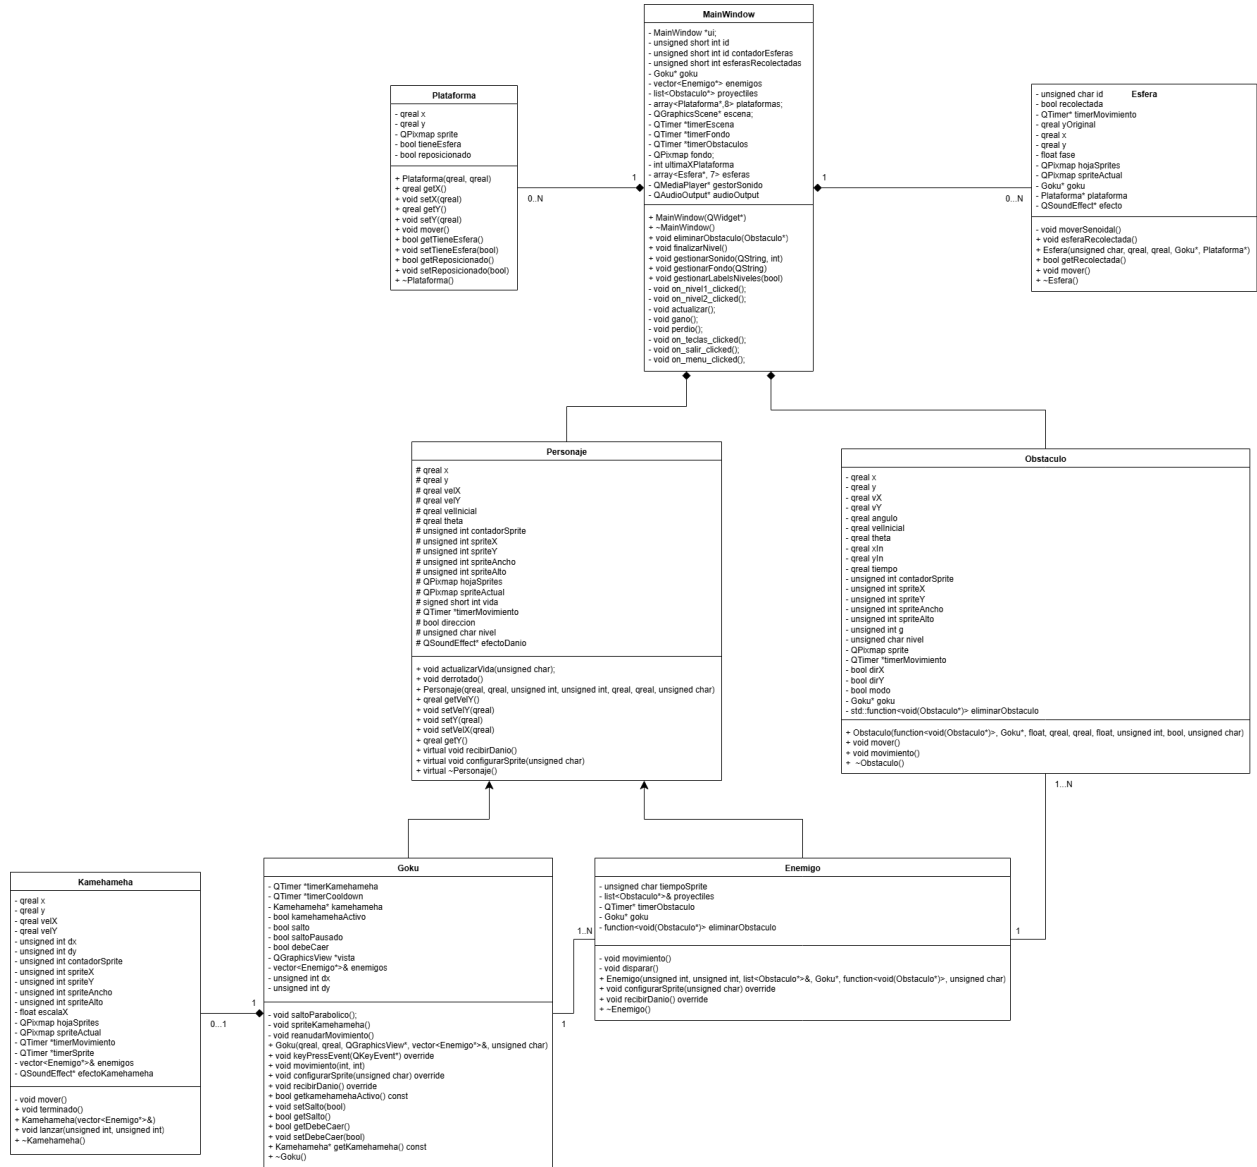 MainWindow
- MainWindow *ui;
- unsigned short int id
- unsigned short int id contadorEsferas
- unsigned short int esferasRecolectadas
- Goku* goku
- vector<Enemigo*> enemigos
- list<Obstaculo*> proyectiles
- array<Plataforma*,8> plataformas;
- QGraphicsScene* escena;
- QTimer *timerEscena
- QTimer *timerFondo
- QTimer *timerObstaculos
- QPixmap fondo;
- int ultimaXPlataforma
- array<Esfera*, 7> esferas
- QMediaPlayer* gestorSonido
- QAudioOutput* audioOutput
+ MainWindow(QWidget*)
+ ~MainWindow()
+ void eliminarObstaculo(Obstaculo*)
+ void finalizarNivel()
+ void gestionarSonido(QString, int)
+ void gestionarFondo(QString)
+ void gestionarLabelsNiveles(bool)
- void on_nivel1_clicked();
- void on_nivel2_clicked();
- void actualizar();
- void gano();
- void perdio();
- void on_teclas_clicked();
- void on_salir_clicked();
- void on_menu_clicked();
Plataforma
- qreal x
- qreal y
- QPixmap sprite
- bool tieneEsfera
- bool reposicionado
+ Plataforma(qreal, qreal)
+ qreal getX()
+ void setX(qreal)
+ qreal getY()
+ void setY(qreal)
+ void mover()
+ bool getTieneEsfera()
+ void setTieneEsfera(bool)
+ bool getReposicionado()
+ void setReposicionado(bool)
+ ~Plataforma()
1
0..N
1
0...N
- unsigned char id Esfera
- bool recolectada
- QTimer* timerMovimiento
- qreal yOriginal
- qreal x
- qreal y
- float fase
- QPixmap hojaSprites
- QPixmap spriteActual
- Goku* goku
- Plataforma* plataforma
- QSoundEffect* efecto
- void moverSenoidal()
+ void esferaRecolectada()
+ Esfera(unsigned char, qreal, qreal, Goku*, Plataforma*)
+ bool getRecolectada()
+ void mover()
+ ~Esfera()
Personaje
# qreal x
# qreal y
# qreal velX
# qreal velY
# qreal velInicial
# qreal theta
# unsigned int contadorSprite
# unsigned int spriteX
# unsigned int spriteY
# unsigned int spriteAncho
# unsigned int spriteAlto
# QPixmap hojaSprites
# QPixmap spriteActual
# signed short int vida
# QTimer *timerMovimiento
# bool direccion
# unsigned char nivel
# QSoundEffect* efectoDanio
+ void actualizarVida(unsigned char);
+ void derrotado()
+ Personaje(qreal, qreal, unsigned int, unsigned int, qreal, qreal, unsigned char)
+ qreal getVelY()
+ void setVelY(qreal)
+ void setY(qreal)
+ void setVelX(qreal)
+ qreal getY()
+ virtual void recibirDanio()
+ virtual void configurarSprite(unsigned char)
+ virtual ~Personaje()
Obstaculo
- qreal x
- qreal y
- qreal vX
- qreal vY
- qreal angulo
- qreal velInicial
- qreal theta
- qreal xIn
- qreal yIn
- qreal tiempo
- unsigned int contadorSprite
- unsigned int spriteX
- unsigned int spriteY
- unsigned int spriteAncho
- unsigned int spriteAlto
- unsigned int g
- unsigned char nivel
- QPixmap sprite
- QTimer *timerMovimiento
- bool dirX
- bool dirY
- bool modo
- Goku* goku
- std::function<void(Obstaculo*)> eliminarObstaculo
+ Obstaculo(function<void(Obstaculo*)>, Goku*, float, qreal, qreal, float, unsigned int, bool, unsigned char)
+ void mover()
+ void movimiento()
+ ~Obstaculo()
1...N
Kamehameha
- qreal x
- qreal y
- qreal velX
- qreal velY
- unsigned int dx
- unsigned int dy
- unsigned int contadorSprite
- unsigned int spriteX
- unsigned int spriteY
- unsigned int spriteAncho
- unsigned int spriteAlto
- float escalaX
- QPixmap hojaSprites
- QPixmap spriteActual
- QTimer *timerMovimiento
- QTimer *timerSprite
- vector<Enemigo*>& enemigos
- QSoundEffect* efectoKamehameha
- void mover()
+ void terminado()
+ Kamehameha(vector<Enemigo*>&)
+ void lanzar(unsigned int, unsigned int)
+ ~Kamehameha()
1
0...1
Goku
- QTimer *timerKamehameha
- QTimer *timerCooldown
- Kamehameha* kamehameha
- bool kamehamehaActivo
- bool salto
- bool saltoPausado
- bool debeCaer
- QGraphicsView *vista
- vector<Enemigo*>& enemigos
- unsigned int dx
- unsigned int dy
- void saltoParabolico;
- void spriteKamehameha()
- void reanudarMovimiento()
+ Goku(qreal, qreal, QGraphicsView*, vector<Enemigo*>&, unsigned char)
+ void keyPressEvent(QKeyEvent*) override
+ void movimiento(int, int)
+ void configurarSprite(unsigned char) override
+ void recibirDanio() override
+ bool getkamehamehaActivo() const
+ void setSalto(bool)
+ bool getSalto()
+ bool getDebeCaer()
+ void setDebeCaer(bool)
+ Kamehameha* getKamehameha() const
+ ~Goku()
1..N
1
Enemigo
- unsigned char tiempoSprite
- list<Obstaculo*>& proyectiles
- QTimer* timerObstaculo
- Goku* goku
- function<void(Obstaculo*)> eliminarObstaculo
- void movimiento()
- void disparar()
+ Enemigo(unsigned int, unsigned int, list<Obstaculo*>&, Goku*, function<void(Obstaculo*)>, unsigned char)
+ void configurarSprite(unsigned char) override
+ void recibirDanio() override
+ ~Enemigo()
1